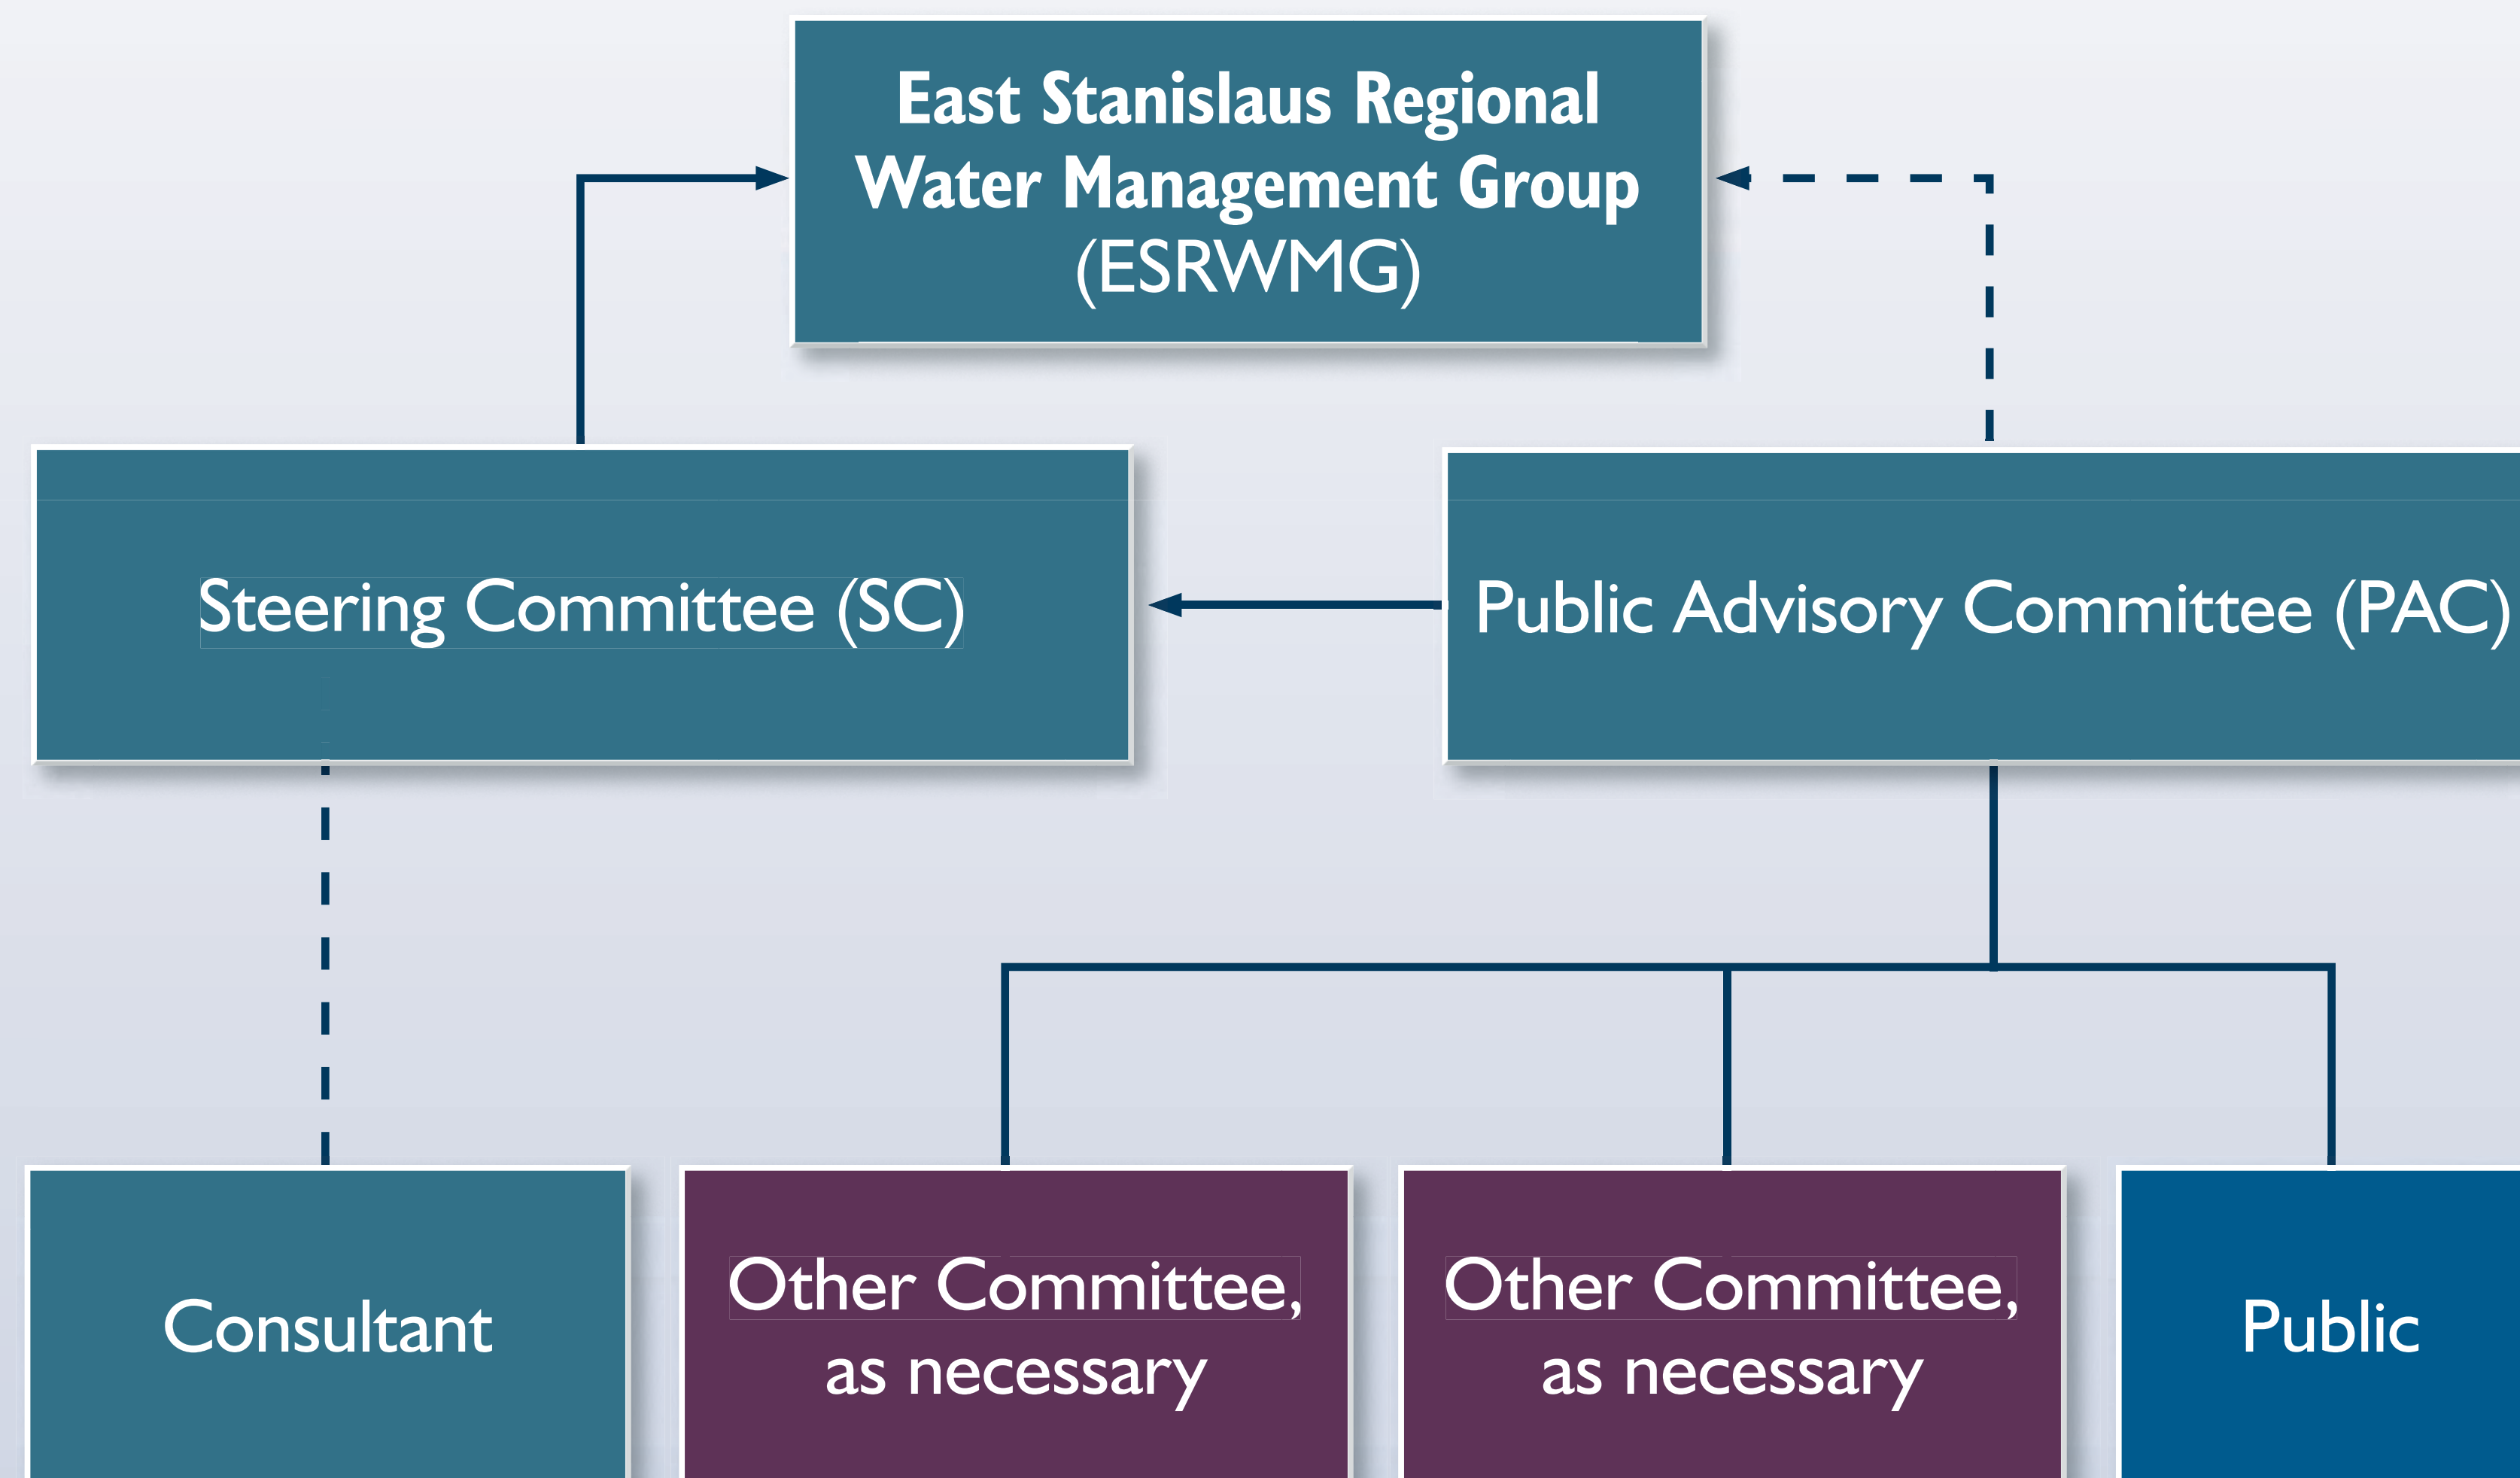 East Stanislaus Regional
Water Management Group
(ESRWMG)
Steering Committee (SC)
Public Advisory Committee (PAC)
Consultant
Other Committee,
as necessary
Other Committee,
as necessary
Public